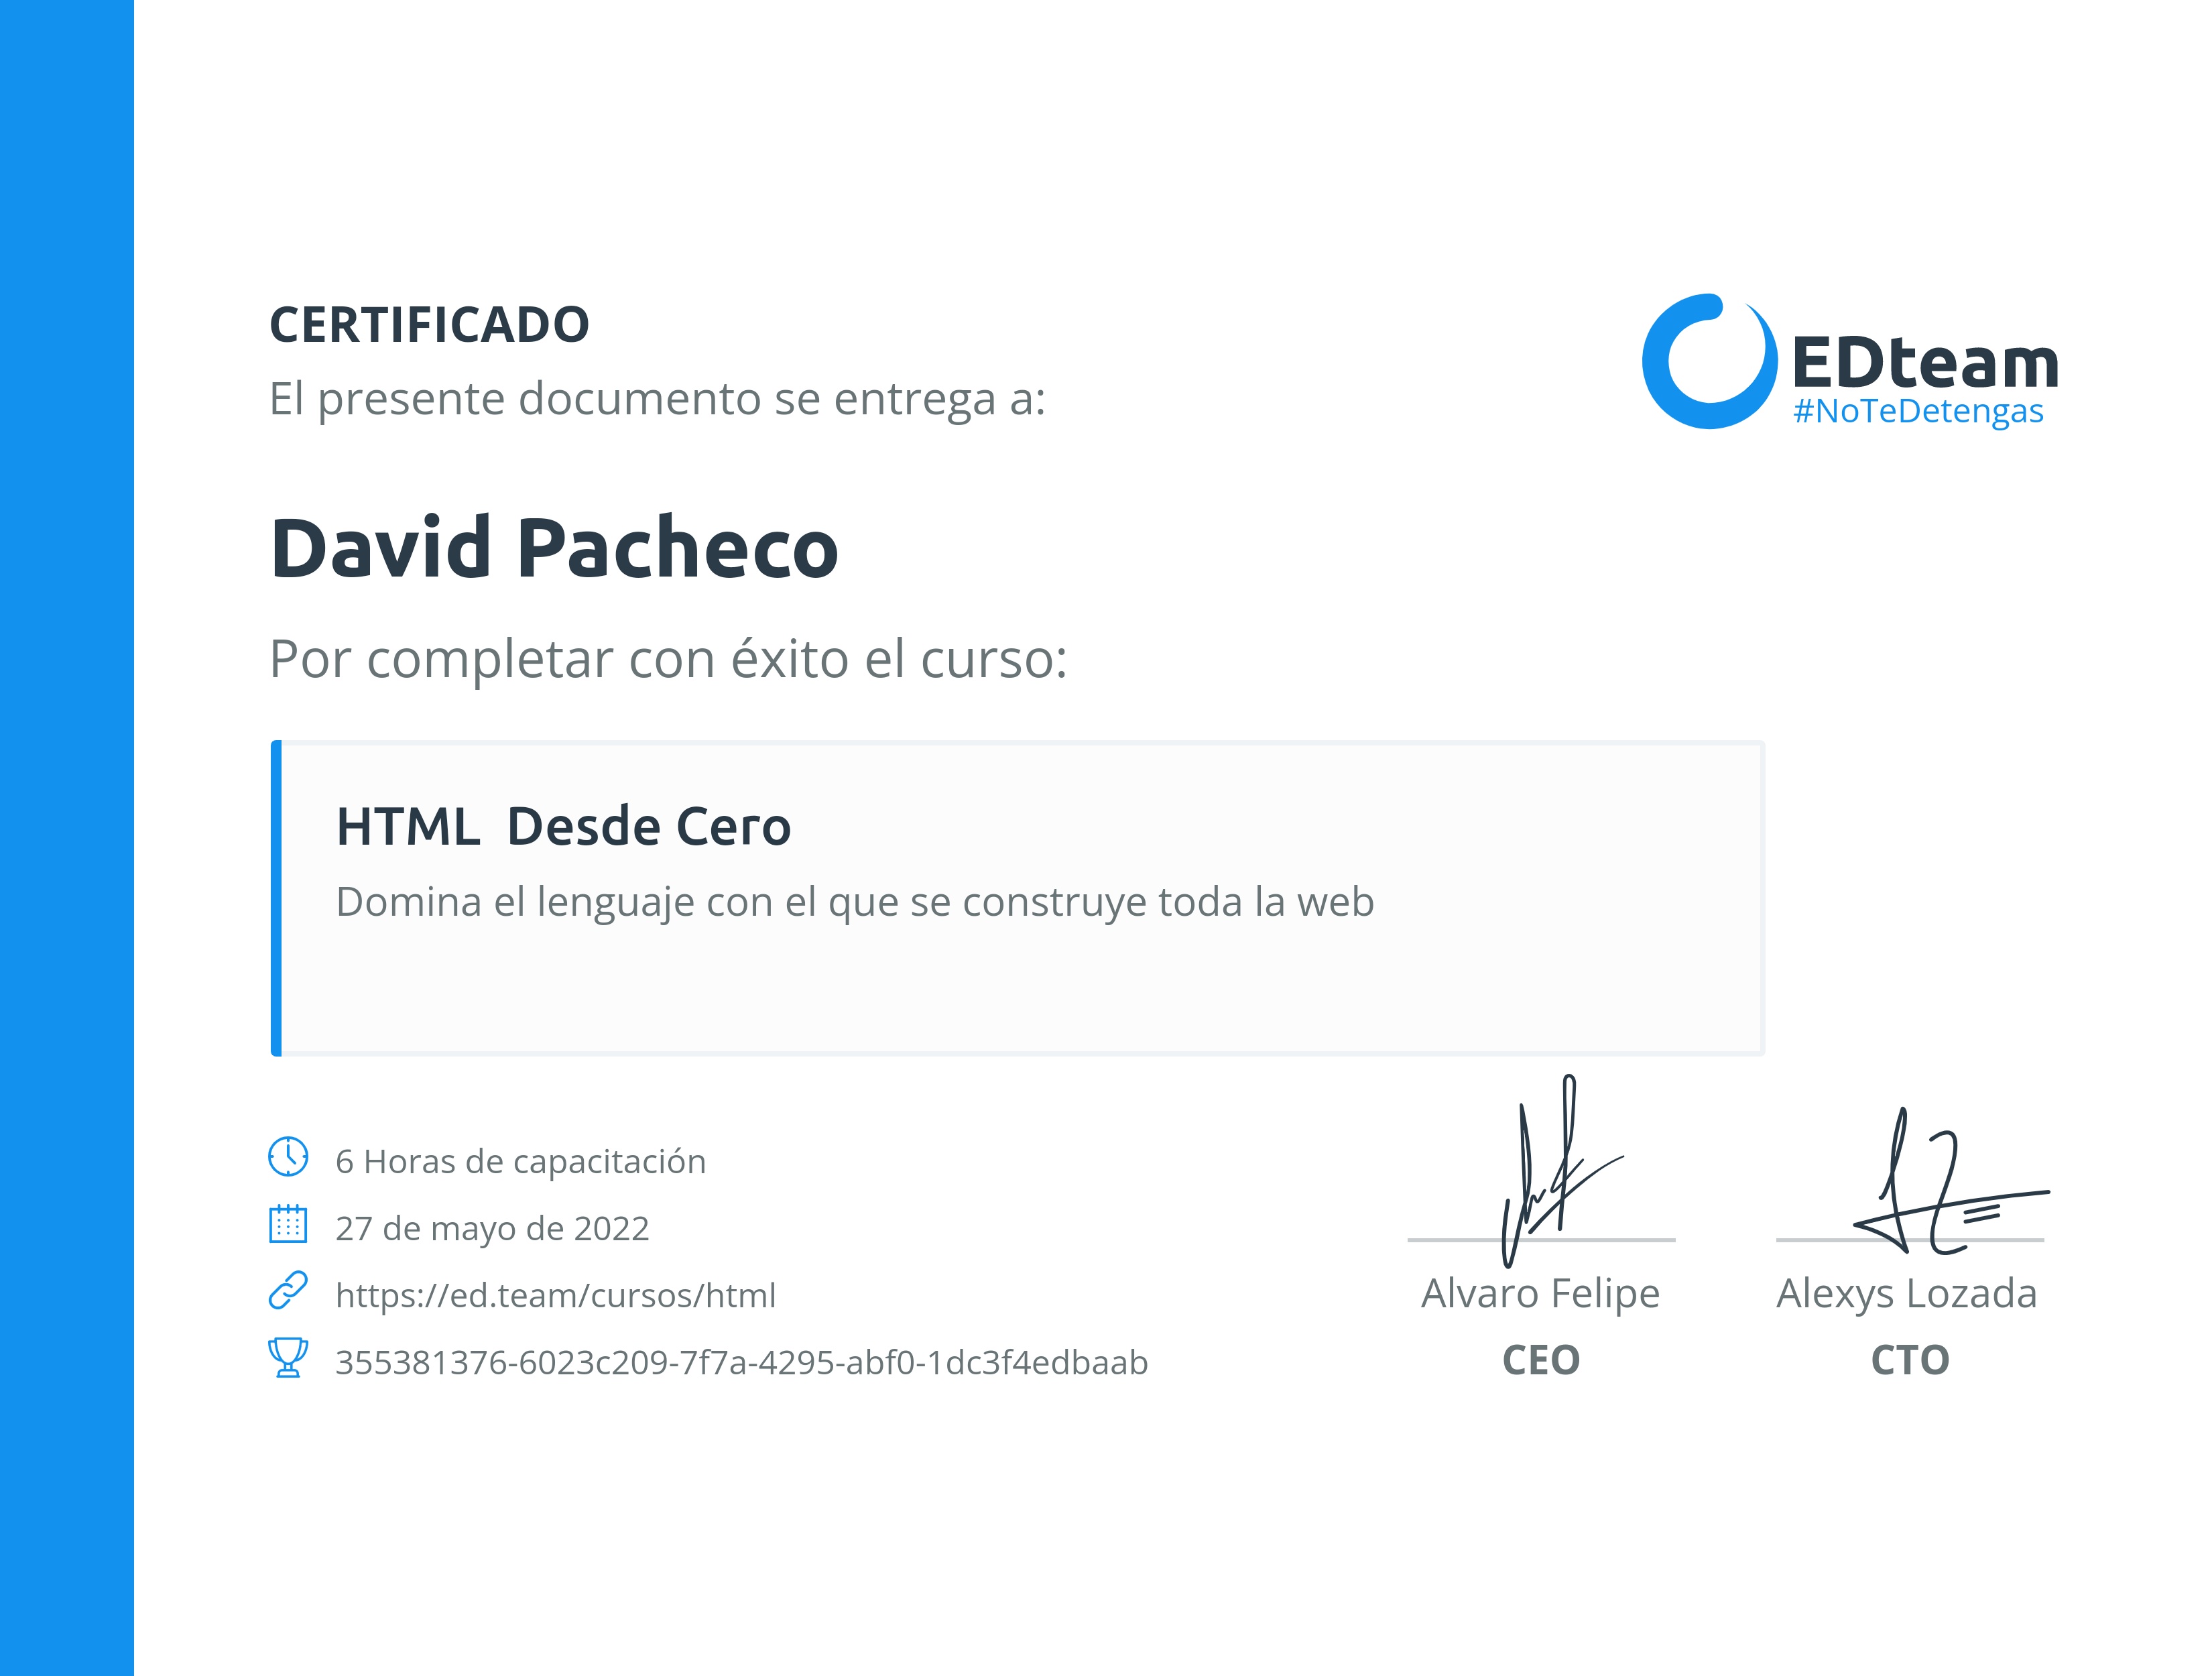 CERTIFICADO
El presente documento se entrega a:
EDteam
#NoTeDetengas
David Pacheco
Por completar con éxito el curso:
HTML Desde Cero
Domina el lenguaje con el que se construye toda la web
6 Horas de capacitación
27 de mayo de 2022
https://ed.team/cursos/html
355381376-6023c209-7f7a-4295-abf0-1dc3f4edbaab
Alvaro Felipe
CEO
Alexys Lozada
CTO